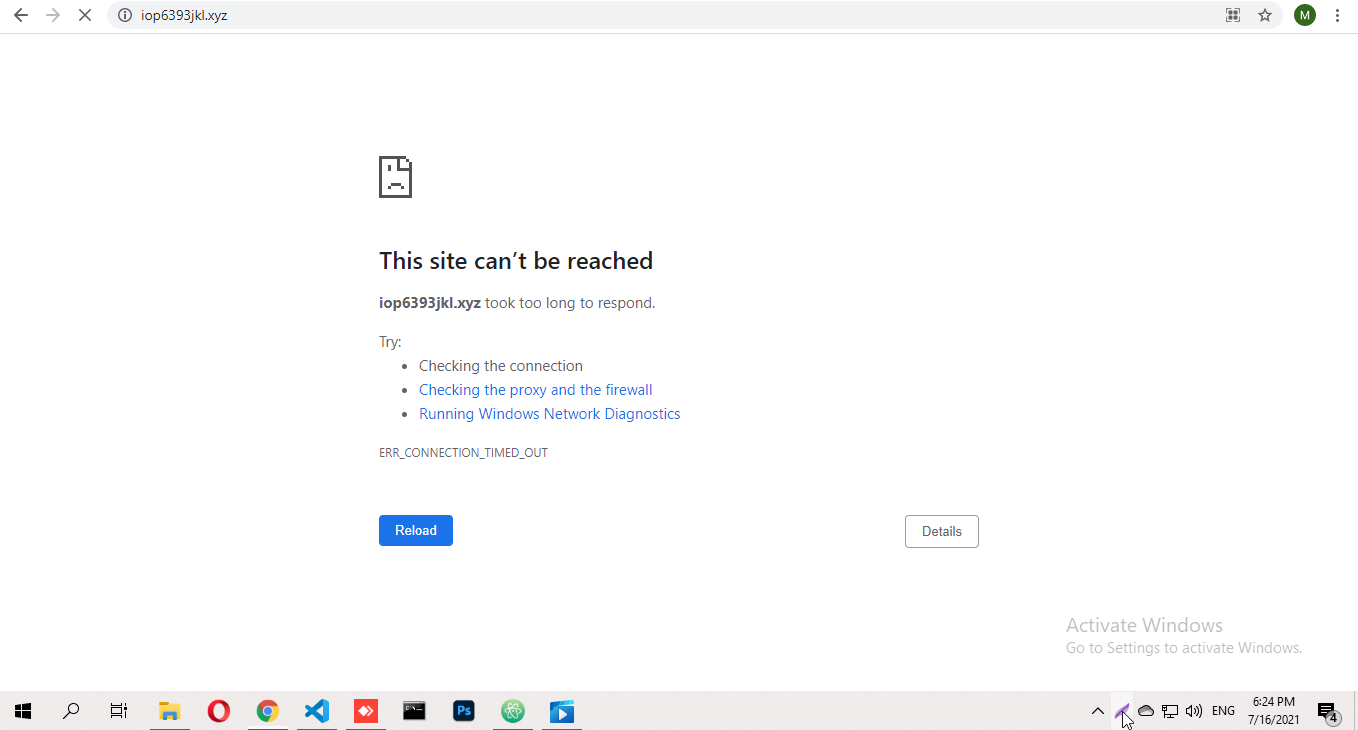 iop6393jkl.xyz
M
This site can’t be reached
iop6393jkl.xyz took too long to respond.
Try:
Checking the connection
Checking the proxy and the firewall
Running Windows Network Diagnostics
ERR_CONNECTION_TIMED_OUT
Reload
Details
Activate Windows
Go to Settings to activate Windows.
Ps
ENG
6:24 PM
7/16/2021
4